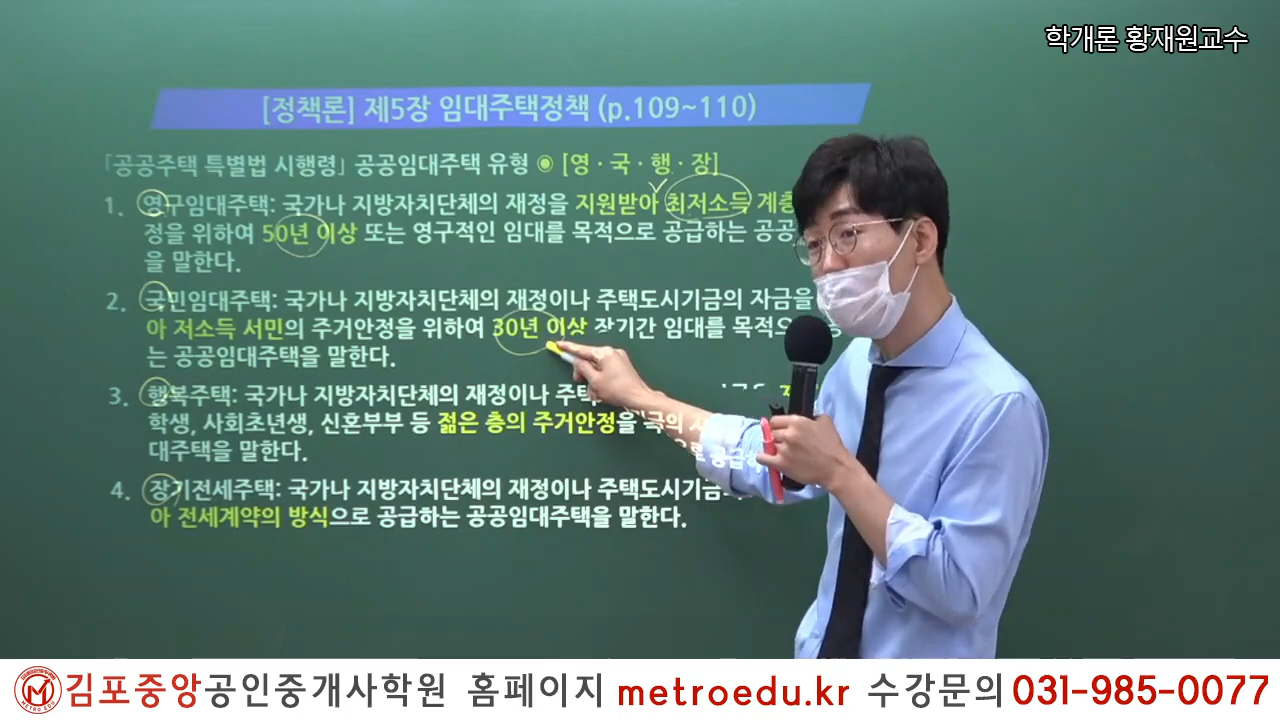 학개론 황재원교수
[정책론] 제5장 임대주택정책 (p.109~110)
「공공주택 특별법 시행령」 공공임대주택 유형 ◉ [영·국·행·장]
1. 영구임대주택: 국가나 지방자치단체의 재정을 지원받아 최저소득 계층
정을 위하여 50년 이상 또는 영구적인 임대를 목적으로 공급하는 공공
을 말한다.
2. 국민임대주택: 국가나 지방자치단체의 재정이나 주택도시기금의 자금을
아 저소득 서민의 주거안정을 위하여 30년 이상 장기간 임대를 목적으
는 공공임대주택을 말한다.
3. 행복주택: 국가나 지방자치단체의 재정이나 주택
학생, 사회초년생, 신혼부부 등 젊은 층의 주거안정을
대주택을 말한다.
4. 장기전세주택: 국가나 지방자치단체의 재정이나 주택도시기금
아 전세계약의 방식으로 공급하는 공공임대주택을 말한다.
METRO EDU
김포중앙공인중개사학원 홈페이지 metroedu.kr 수강문의 031-985-0077